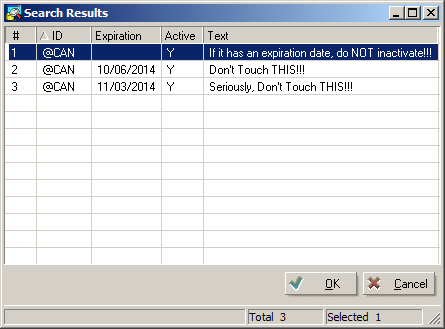 Search Results
# ID Expiration Active Text
1 @CAN Y If it has an expiration date, do NOT inactivate!!!
2 @CAN 10/06/2014 Y Don't Touch THIS!!!
3 @CAN 11/03/2014 Y Seriously, Don't Touch THIS!!!
OK Cancel
Total 3 Selected 1